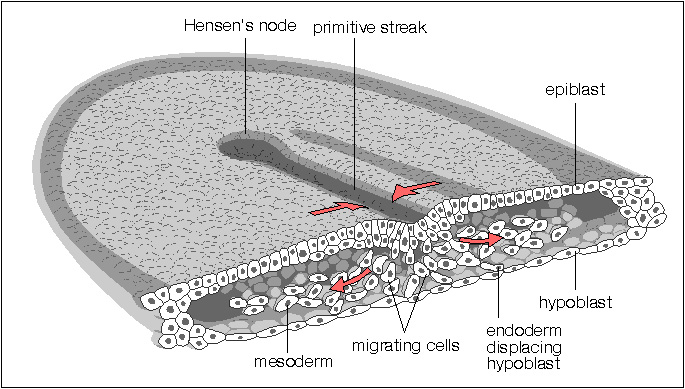 Hensen's node
primitive streak
epiblast
hypoblast
endoderm
displacing
hypoblast
migrating cells
mesoderm